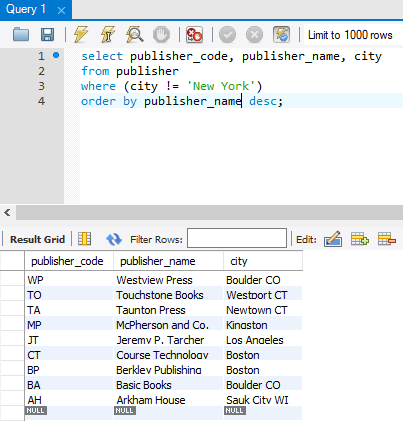 Query 1 ×
Limit to 1000 rows
1 select publisher_code, publisher_name, city
2 from publisher
3 where (city != 'New York')
4 order by publisher_name desc;
Result Grid Filter Rows: Edit:
publisher_code publisher_name city
WP Westview Press Boulder CO
TO Touchstone Books Westport CT
TA Taunton Press Newtown CT
MP McPherson and Co. Kingston
JT Jeremy P. Tarcher Los Angeles
CT Course Technology Boston
BP Berkley Publishing Boston
BA Basic Books Boulder CO
AH Arkham House Sauk City WI
NULL NULL NULL